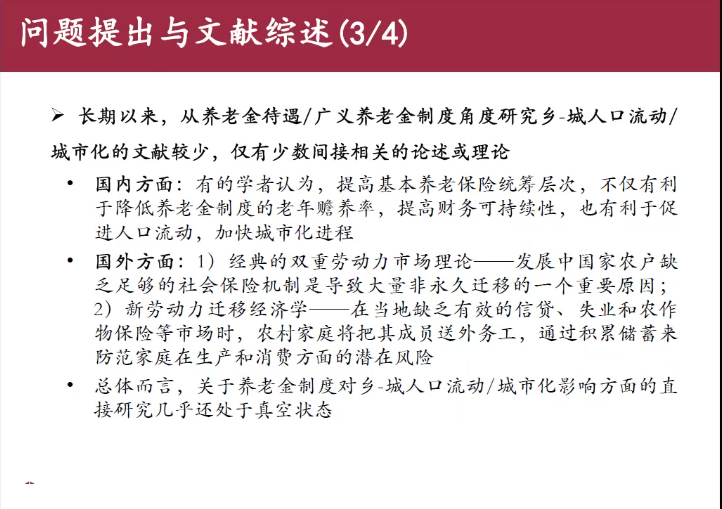 问题提出与文献综述(3/4)
➢ 长期以来，从养老金待遇/广义养老金制度角度研究乡-城人口流动/
城市化的文献较少，仅有少数间接相关的论述或理论
• 国内方面：有的学者认为，提高基本养老保险统筹层次，不仅有利
于降低养老金制度的老年赡养率，提高财务可持续性，也有利于促
进人口流动，加快城市化进程
• 国外方面：1）经典的双重劳动力市场理论——发展中国家农户缺
乏足够的社会保险机制是导致大量非永久迁移的一个重要原因；
2）新劳动力迁移经济学——在当地缺乏有效的信贷、失业和农作
物保险等市场时，农村家庭将把其成员送外务工，通过积累储蓄来
防范家庭在生产和消费方面的潜在风险
• 总体而言，关于养老金制度对乡-城人口流动/城市化影响方面的直
接研究几乎还处于真空状态